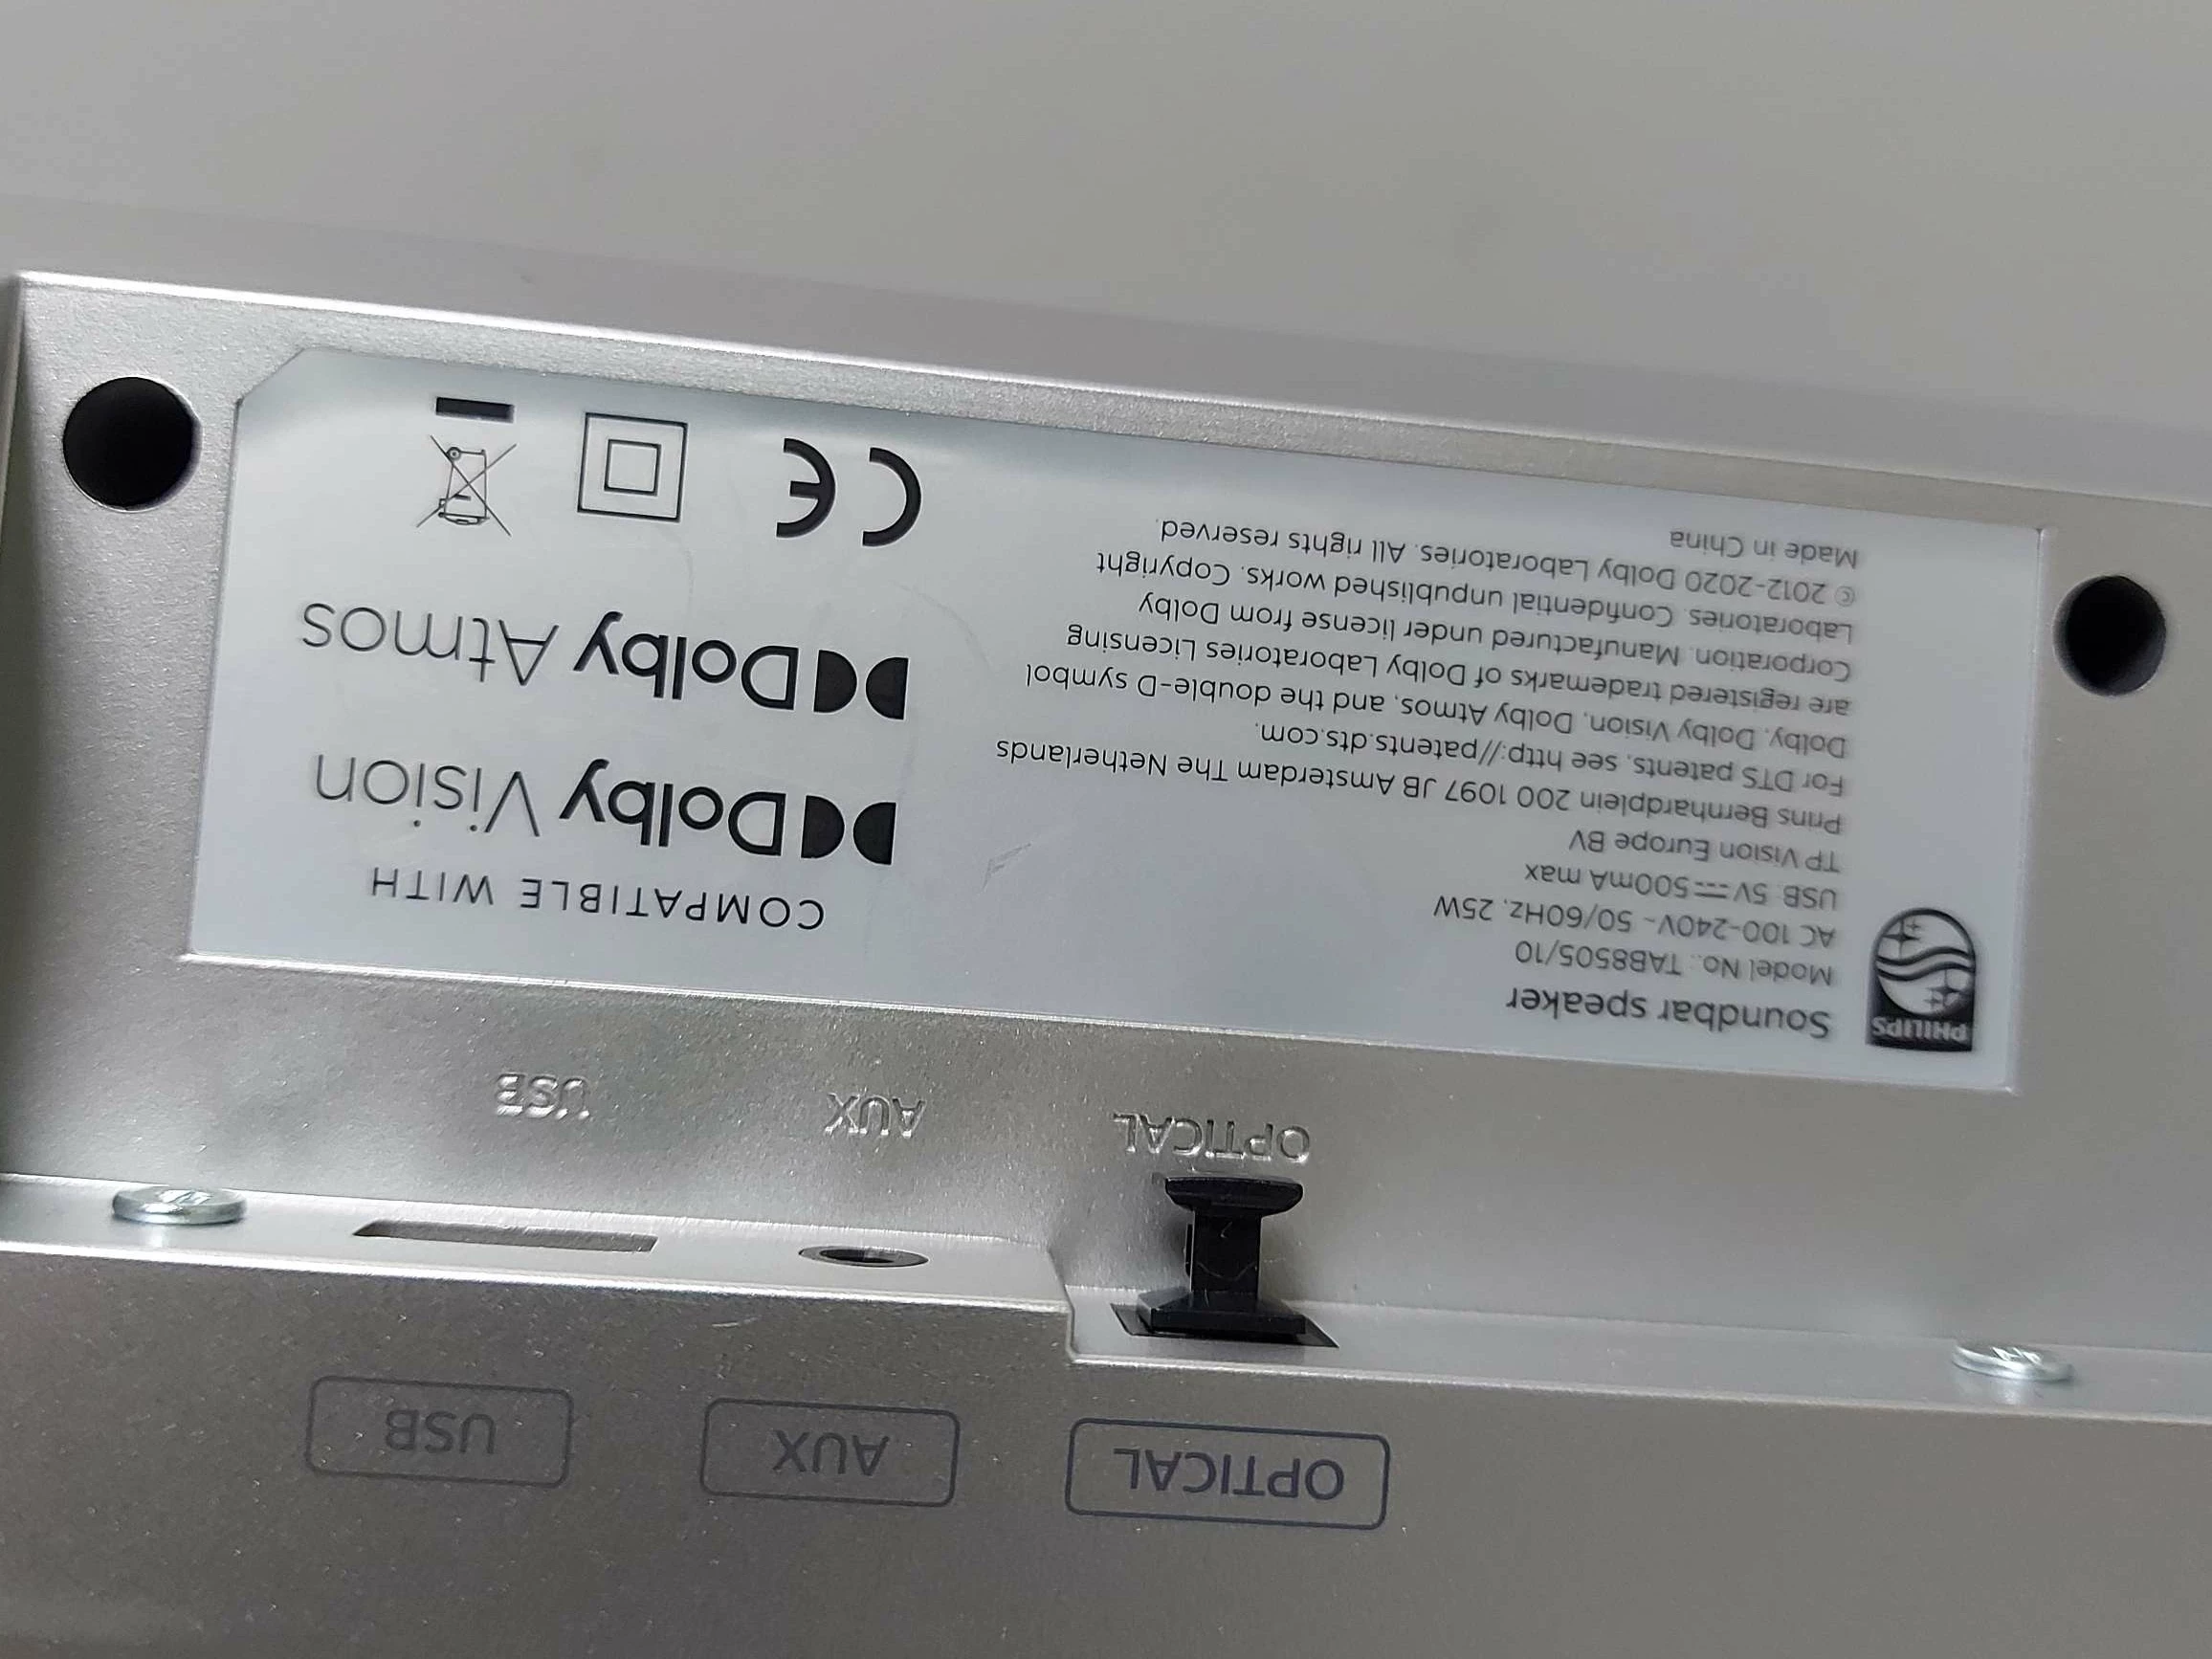 OPTICAL
AUX
USB
OPTICAL
AUX
USB
PHILIPS
Soundbar speaker
Model No.: TAB8505/10
AC 100-240V~ 50/60Hz, 25W
USB: 5V⎓500mA max
TP Vision Europe BV
Prins Bernhardplein 200 1097 JB Amsterdam The Netherlands
For DTS patents, see http://patents.dts.com.
Dolby, Dolby Vision, Dolby Atmos, and the double-D symbol
are registered trademarks of Dolby Laboratories Licensing
Corporation. Manufactured under license from Dolby
Laboratories. Confidential unpublished works. Copyright
© 2012-2020 Dolby Laboratories. All rights reserved.
Made in China
COMPATIBLE WITH
Dolby Vision
Dolby Atmos
CE